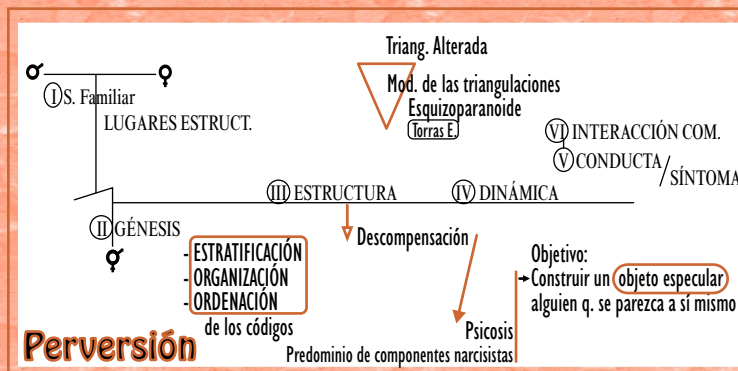 Triang. Alterada
Mod. de las triangulaciones
Esquizoparanoide
Torras E.
I S. Familiar
LUGARES ESTRUCT.
VI INTERACCIÓN COM.
V CONDUCTA/
SÍNTOMA
III ESTRUCTURA
IV DINÁMICA
II GÉNESIS
Descompensación
- ESTRATIFICACIÓN
- ORGANIZACIÓN
- ORDENACIÓN
de los códigos
Objetivo:
Construir un objeto especular
alguien q. se parezca a sí mismo
Psicosis
Predominio de componentes narcisistas
Perversión